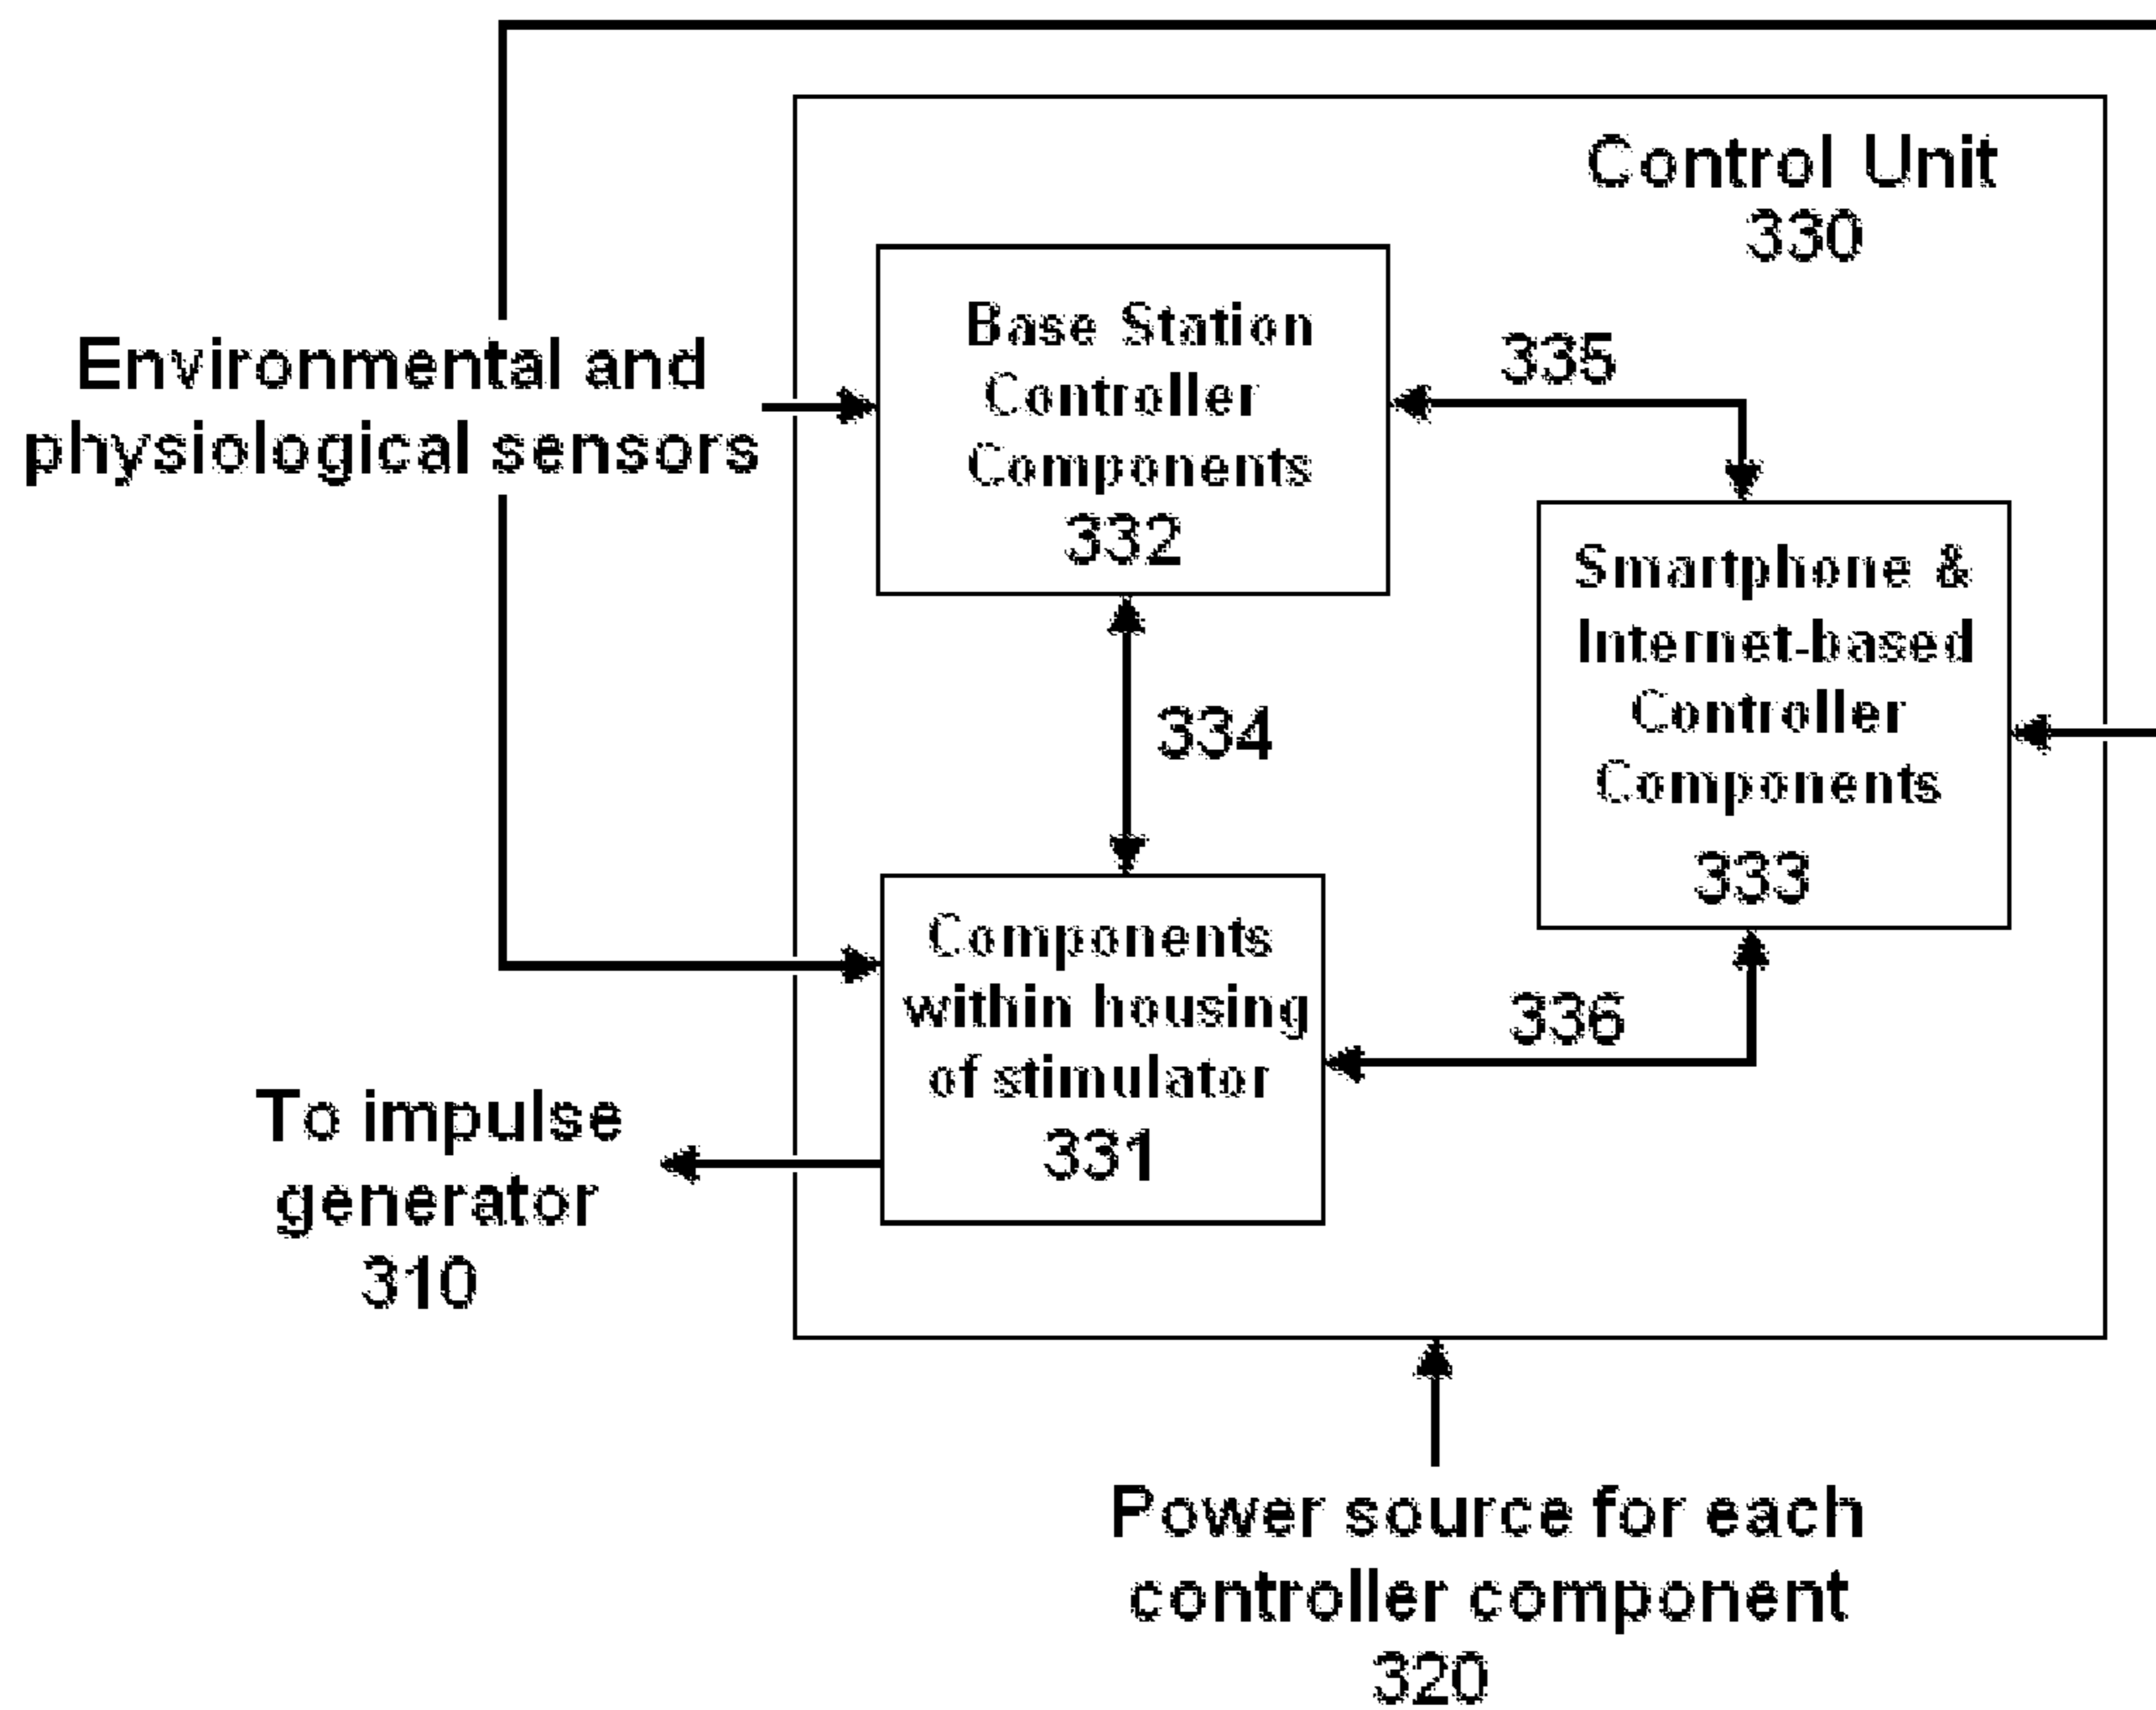 Control Unit
330
Base Station
Controller
Components
332
335
Environmental and
physiological sensors
Smartphone &
Internet-based
Controller
Components
333
334
Components
within housing
of stimulator
331
336
To impulse
generator
310
Power source for each
controller component
320